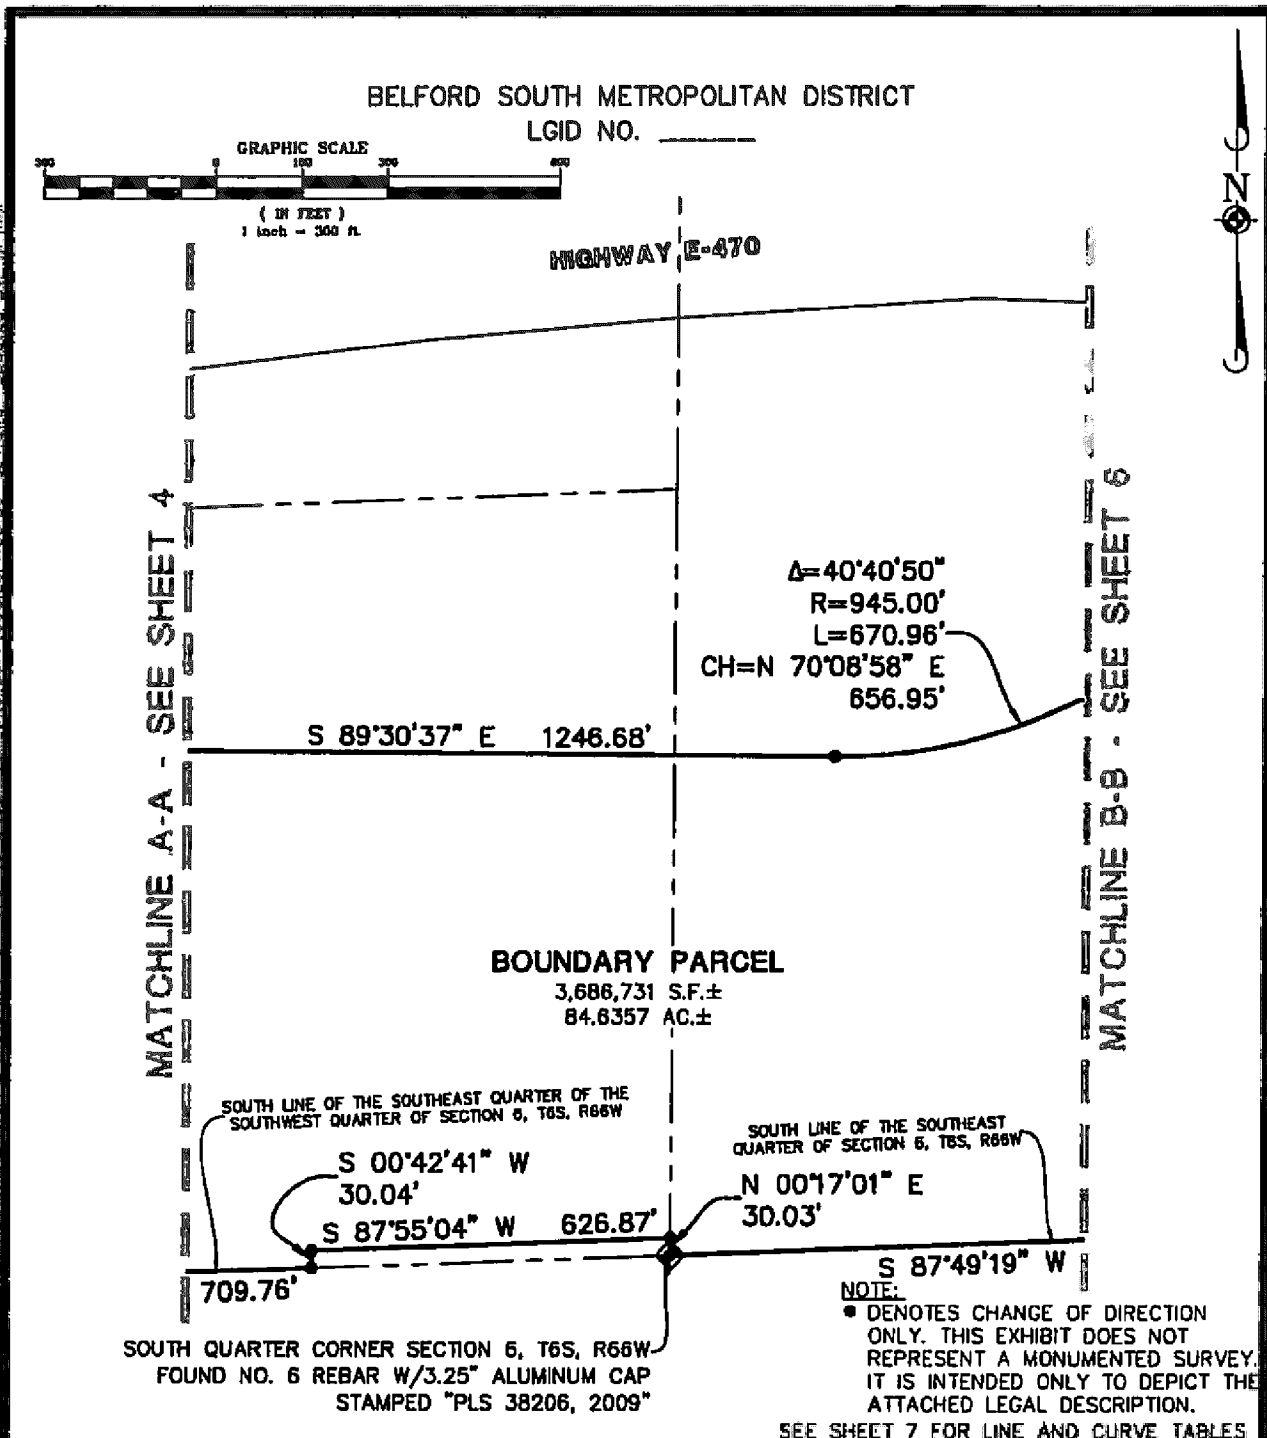 BELFORD SOUTH METROPOLITAN DISTRICT
LGID NO. ______
GRAPHIC SCALE
300 0 150 300 600
( IN FEET )
1 inch = 300 ft.
N
HIGHWAY E-470
MATCHLINE A-A - SEE SHEET 4
MATCHLINE B-B - SEE SHEET 6
Δ=40°40'50"
R=945.00'
L=670.96'
CH=N 70°08'58" E
656.95'
S 89°30'37" E 1246.68'
BOUNDARY PARCEL
3,686,731 S.F.±
84.6357 AC.±
SOUTH LINE OF THE SOUTHEAST QUARTER OF THE
SOUTHWEST QUARTER OF SECTION 6, T6S, R66W
SOUTH LINE OF THE SOUTHEAST
QUARTER OF SECTION 6, T6S, R66W
S 00°42'41" W
30.04'
N 00°17'01" E
30.03'
S 87°55'04" W 626.87'
709.76'
S 87°49'19" W
SOUTH QUARTER CORNER SECTION 6, T6S, R66W
FOUND NO. 6 REBAR W/3.25" ALUMINUM CAP
STAMPED "PLS 38206, 2009"
NOTE:
● DENOTES CHANGE OF DIRECTION
ONLY. THIS EXHIBIT DOES NOT
REPRESENT A MONUMENTED SURVEY.
IT IS INTENDED ONLY TO DEPICT THE
ATTACHED LEGAL DESCRIPTION.
SEE SHEET 7 FOR LINE AND CURVE TABLES